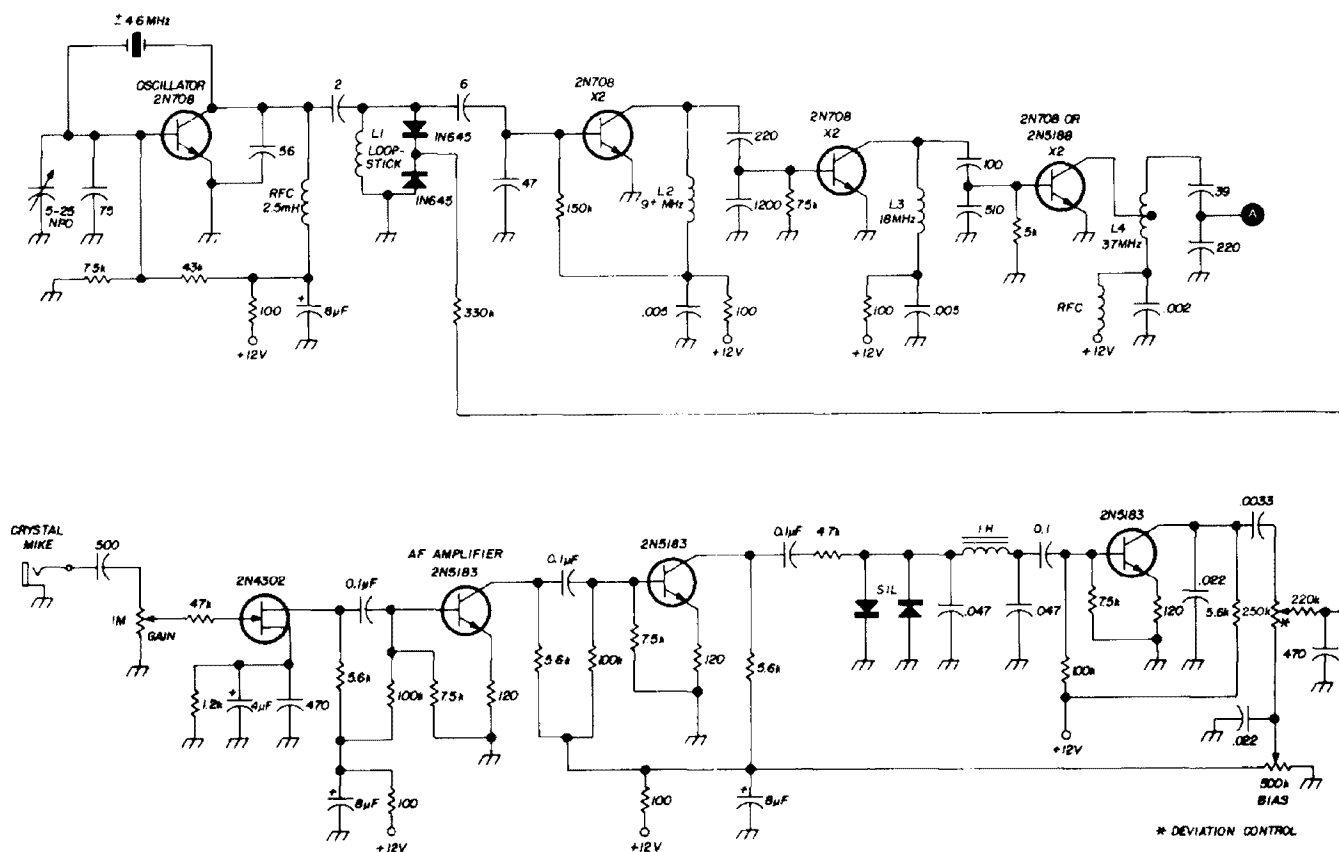 ± 4.6 MHz
OSCILLATOR
2N708
5-25
NPO
75
56
RFC
2.5mH
7.5k
43k
100
+12V
+
8µF
2
L1
LOOP-
STICK
1N645
1N645
6
47
330k
2N708
X2
150k
L2
9+ MHz
.005
100
+12V
220
1200
2N708
X2
75k
L3
18MHz
100
+12V
.005
100
510
2N708 OR
2N5188
X2
5k
L4
37MHz
RFC
+12V
.002
39
220
A
CRYSTAL
MIKE
500
1M
GAIN
47k
2N4302
1.2k
+
4µF
470
0.1µF
5.6k
100k
7.5k
+
8µF
100
+12V
AF AMPLIFIER
2N5183
120
5.6k
0.1µF
100k
7.5k
2N5183
120
100
+12V
5.6k
+
8µF
0.1µF
4.7k
SIL
.047
1H
.047
0.1
100k
+12V
2N5183
7.5k
120
.022
5.6k
.0033
250k
*
220k
470
.022
500k
BIAS
* DEVIATION CONTROL